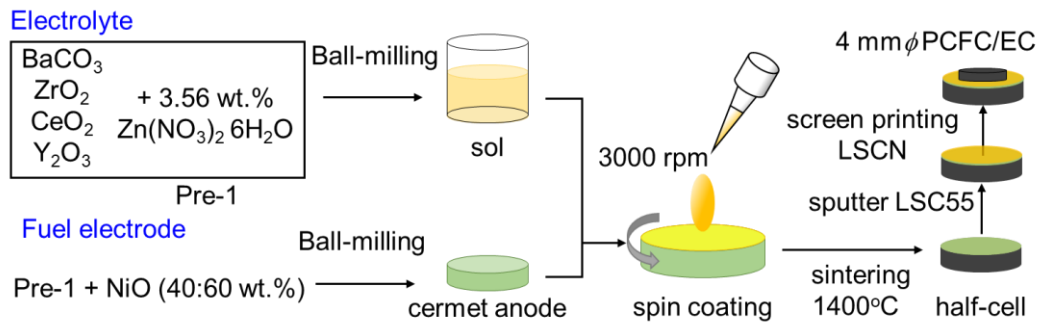 Electrolyte
BaCO3
ZrO2
CeO2
Y2O3
+ 3.56 wt.%
Zn(NO3)2 6H2O
Pre-1
Ball-milling
sol
Fuel electrode
Pre-1 + NiO (40:60 wt.%)
Ball-milling
cermet anode
3000 rpm
spin coating
sintering
1400oC
half-cell
sputter LSC55
screen printing
LSCN
4 mmϕPCFC/EC